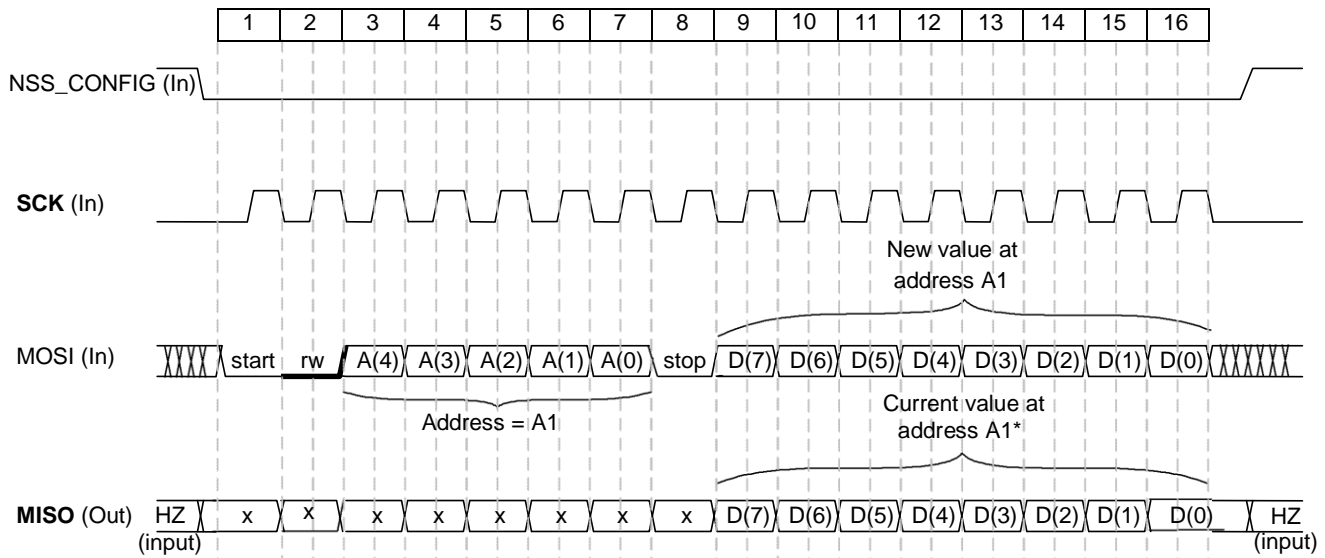 1 2 3 4 5 6 7 8 9 10 11 12 13 14 15 16
NSS_CONFIG (In)
SCK (In)
New value at
address A1
MOSI (In) start rw A(4) A(3) A(2) A(1) A(0) stop D(7) D(6) D(5) D(4) D(3) D(2) D(1) D(0)
Address = A1
Current value at
address A1*
MISO (Out) HZ x x x x x x x x D(7) D(6) D(5) D(4) D(3) D(2) D(1) D(0) HZ
(input) (input)